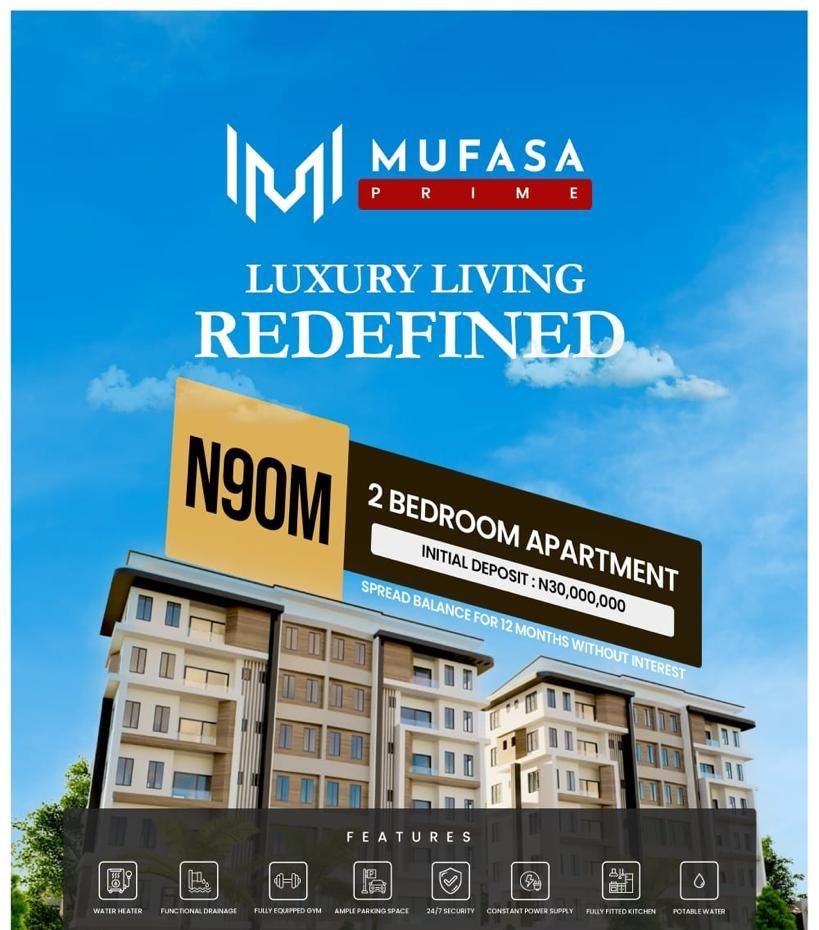 MUFASA
PRIME
LUXURY LIVING
REDEFINED
N90M
2 BEDROOM APARTMENT
INITIAL DEPOSIT : N30,000,000
SPREAD BALANCE FOR 12 MONTHS WITHOUT INTEREST
FEATURES
WATER HEATER
FUNCTIONAL DRAINAGE
FULLY EQUIPPED GYM
AMPLE PARKING SPACE
24/7 SECURITY
CONSTANT POWER SUPPLY
FULLY FITTED KITCHEN
POTABLE WATER